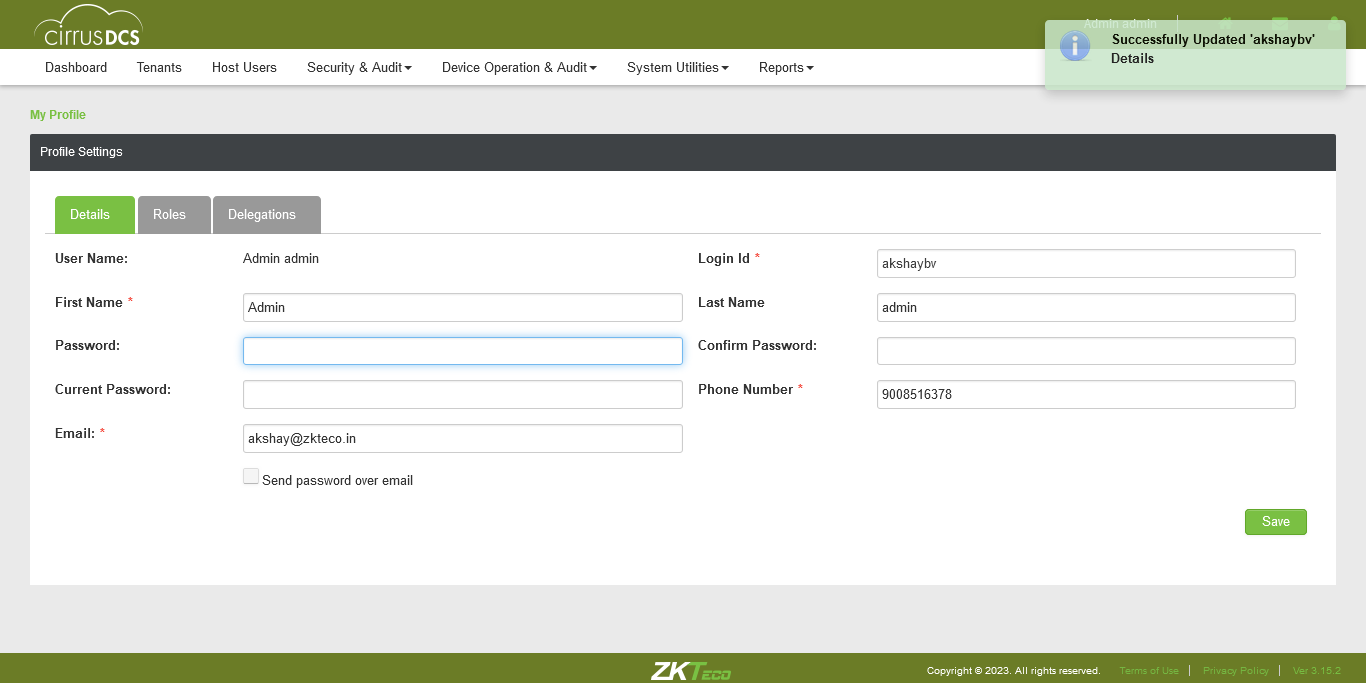 cirrusDCS
Admin admin
Successfully Updated 'akshaybv'
Details
Dashboard Tenants Host Users Security & Audit Device Operation & Audit System Utilities Reports
My Profile
Profile Settings
Details Roles Delegations
User Name: Admin admin Login Id * akshaybv
First Name * Admin Last Name admin
Password: Confirm Password:
Current Password: Phone Number * 9008516378
Email: * akshay@zkteco.in
Send password over email
Save
ZKTeco Copyright © 2023. All rights reserved. Terms of Use | Privacy Policy | Ver 3.15.2